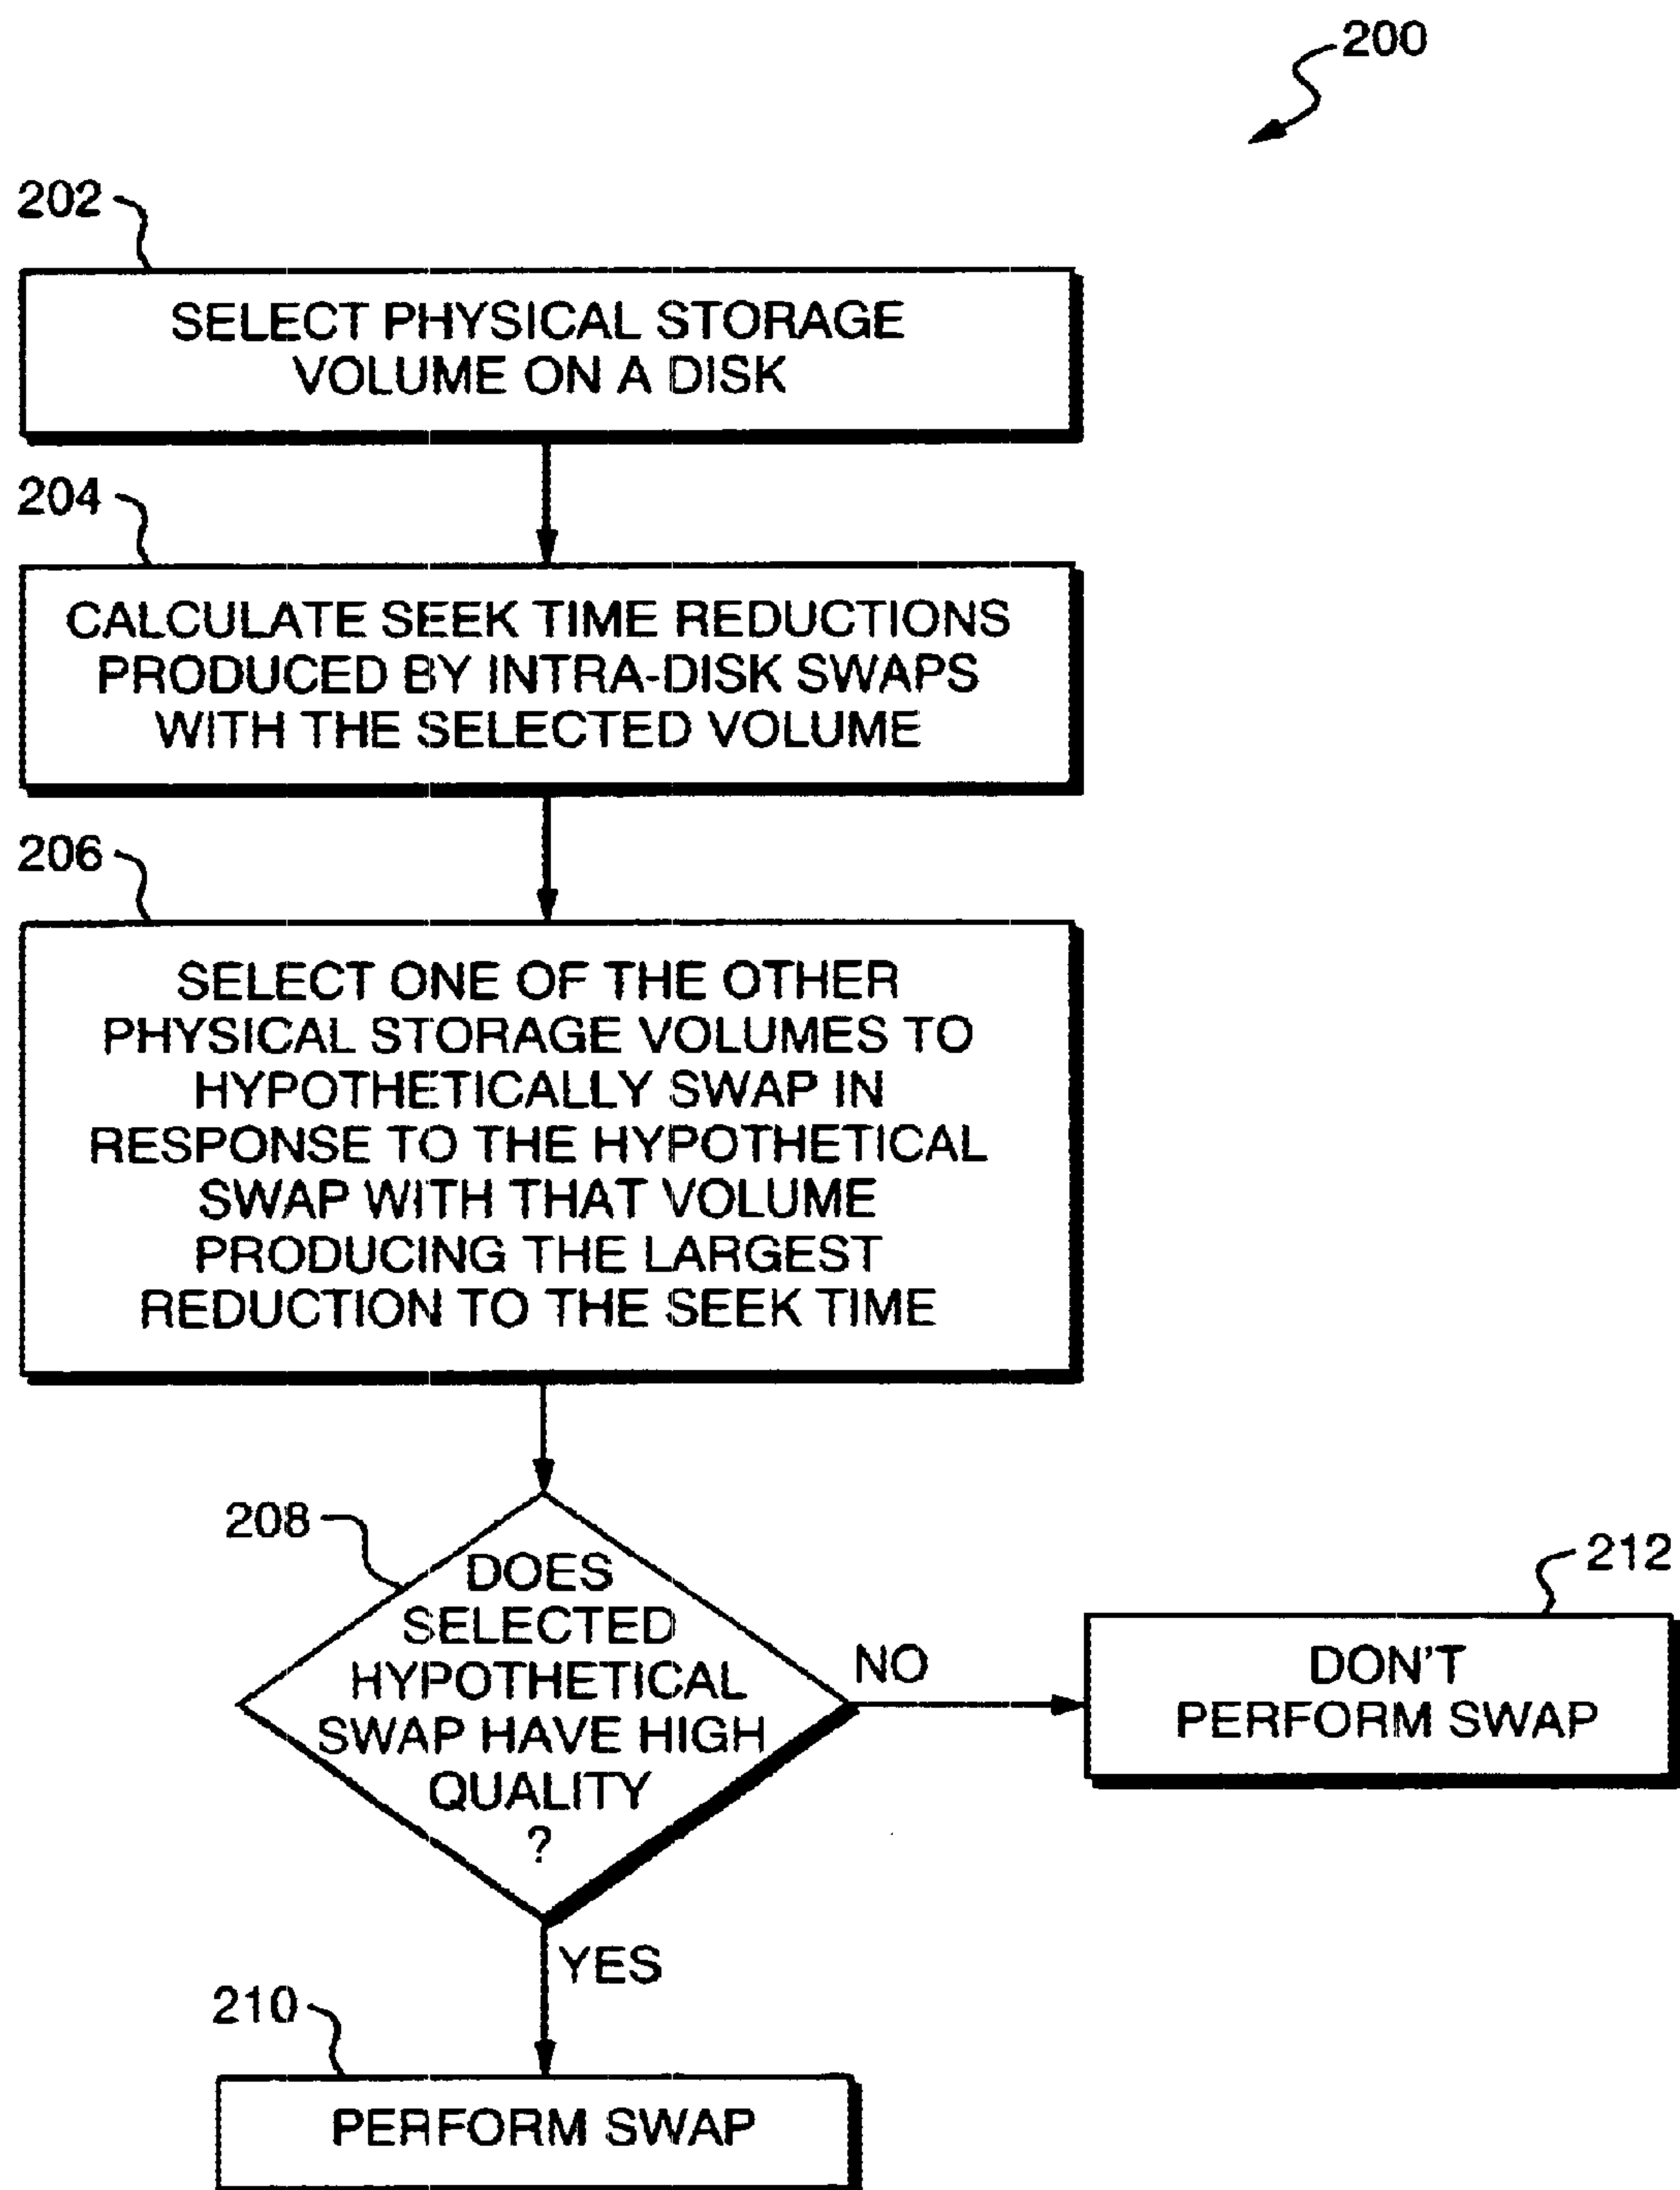 200
202
SELECT PHYSICAL STORAGE
VOLUME ON A DISK
204
CALCULATE SEEK TIME REDUCTIONS
PRODUCED BY INTRA-DISK SWAPS
WITH THE SELECTED VOLUME
206
SELECT ONE OF THE OTHER
PHYSICAL STORAGE VOLUMES TO
HYPOTHETICALLY SWAP IN
RESPONSE TO THE HYPOTHETICAL
SWAP WITH THAT VOLUME
PRODUCING THE LARGEST
REDUCTION TO THE SEEK TIME
208
DOES
SELECTED
HYPOTHETICAL
SWAP HAVE HIGH
QUALITY
?
NO
212
DON'T
PERFORM SWAP
YES
210
PERFORM SWAP